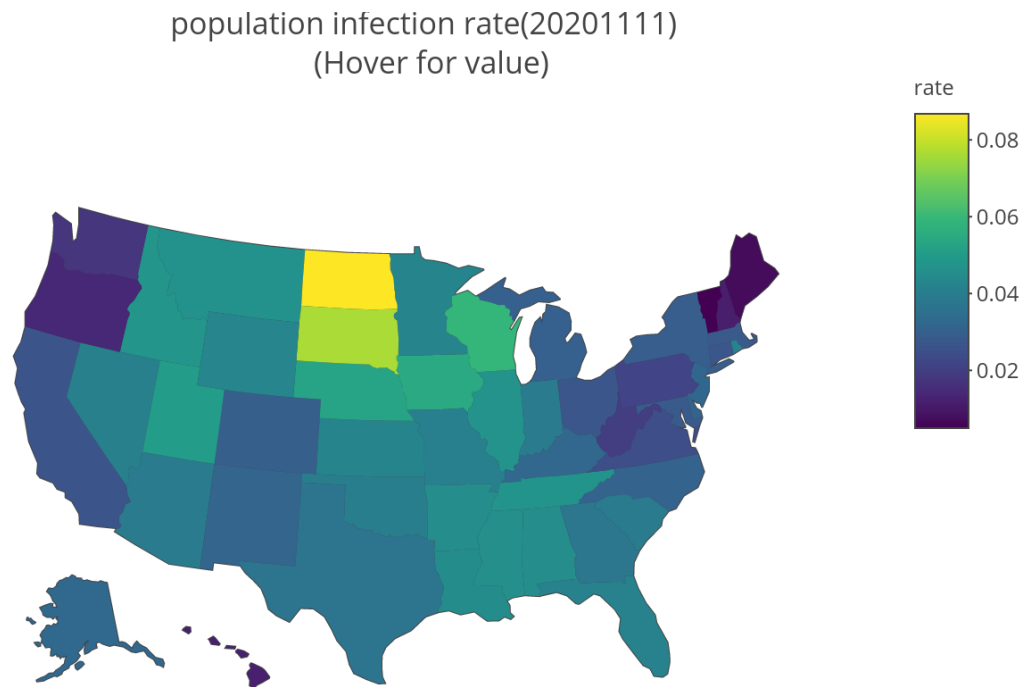 population infection rate(20201111)
(Hover for value)
rate
0.08
0.06
0.04
0.02